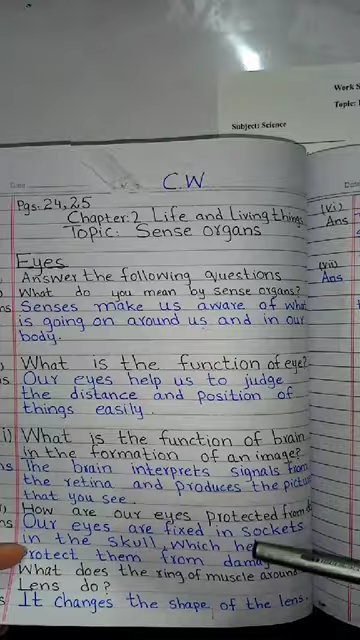 Work S
Topic:
Subject: Science
Date
C.W
Pgs: 24,25
Chapter:2 Life and Living things
Topic: Sense organs
Eyes
Answer the following questions
What do you mean by sense organs?
Senses make us aware of what
is going on around us and in our
body.
What is the function of eye?
Our eyes help us to judge
the distance and position of
things easily.
i) What is the function of brain
in the formation of an image?
The brain interprets signals from
the retina and produces the pictu
that you see.
How are our eyes protected from
Our eyes are fixed in sockets
in the skull, which he
protect them from dama
What does the ring of muscle around
Lens do?
It changes the shape of the lens.
Date
(vi)
Ans
(vii)
Ans